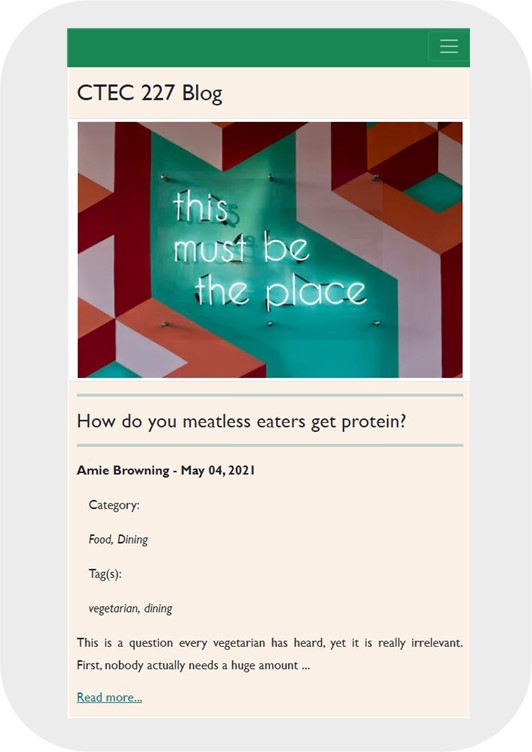 CTEC 227 Blog
this
must be
the place
How do you meatless eaters get protein?
Amie Browning - May 04, 2021
Category:
Food, Dining
Tag(s):
vegetarian, dining
This is a question every vegetarian has heard, yet it is really irrelevant.
First, nobody actually needs a huge amount ...
Read more...